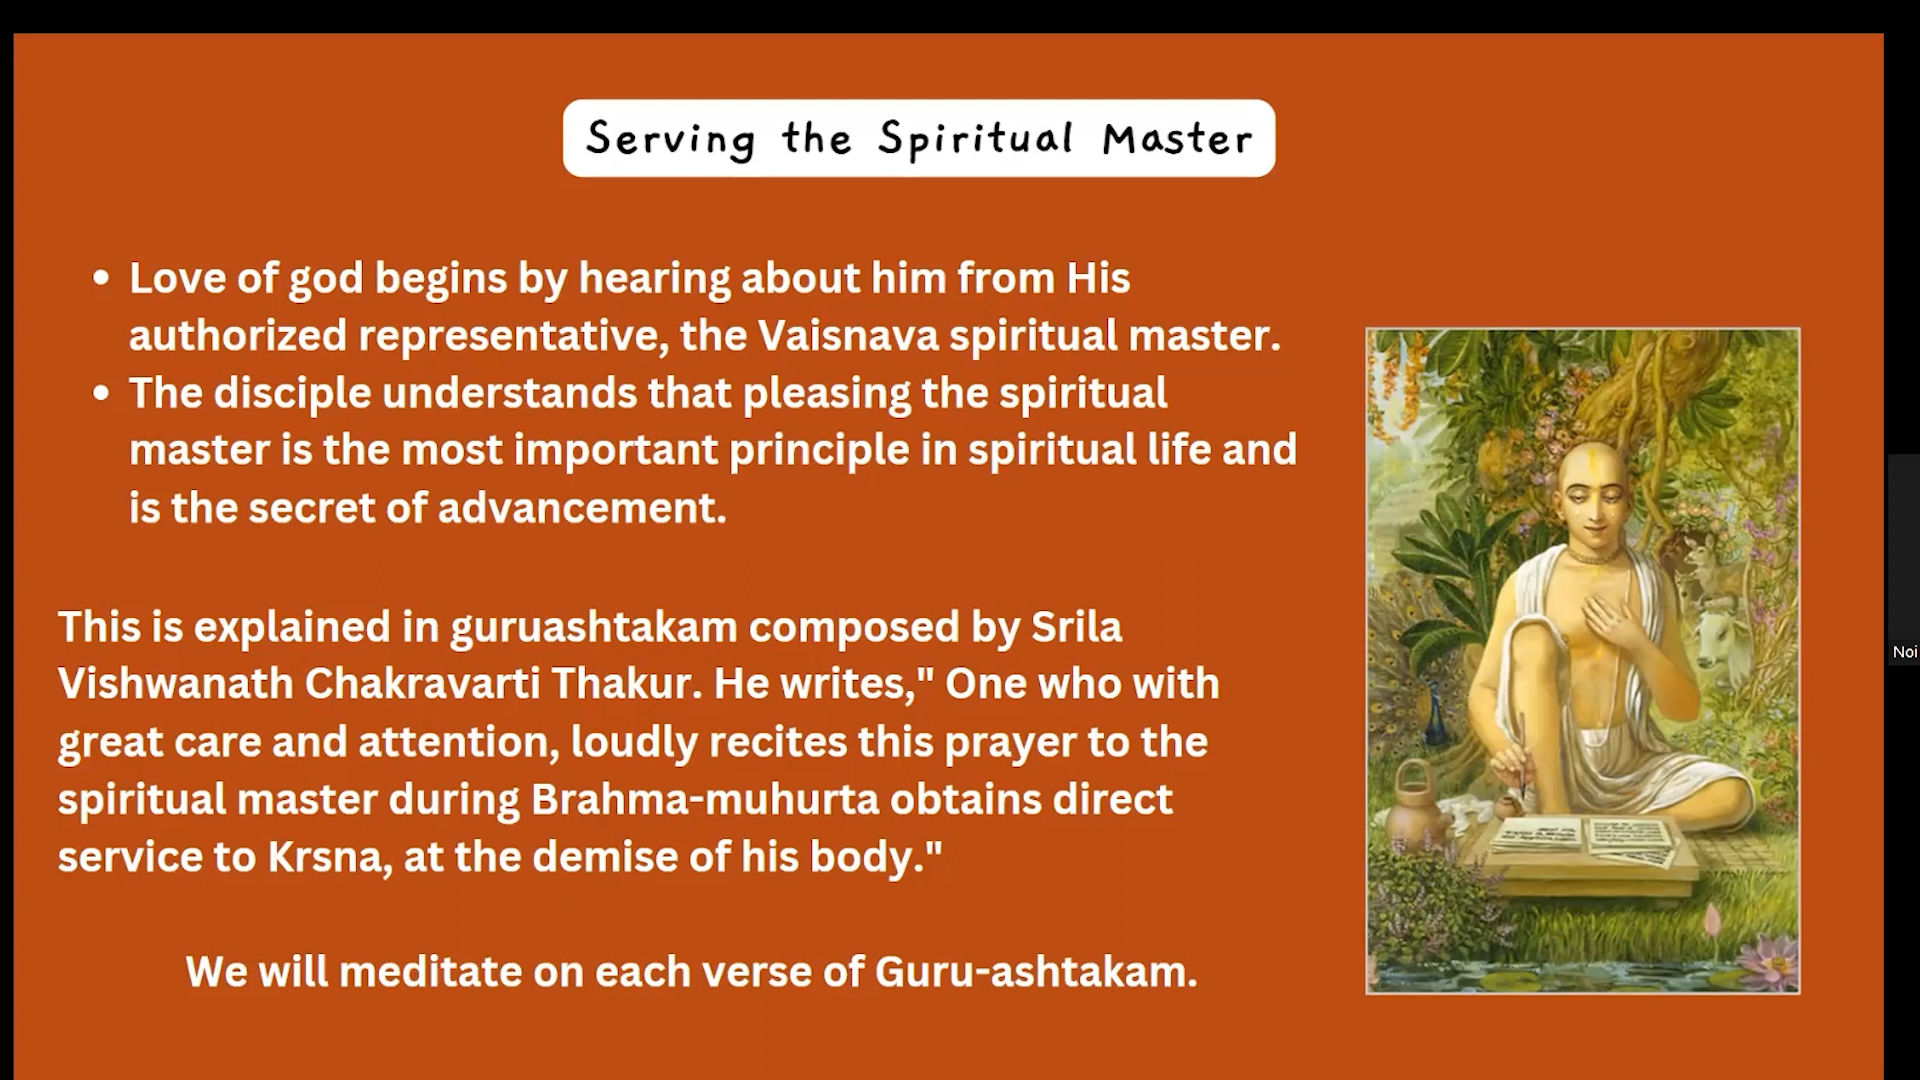 Serving the Spiritual Master
• Love of god begins by hearing about him from His
authorized representative, the Vaisnava spiritual master.
• The disciple understands that pleasing the spiritual
master is the most important principle in spiritual life and
is the secret of advancement.
This is explained in guruashtakam composed by Srila
Vishwanath Chakravarti Thakur. He writes," One who with
great care and attention, loudly recites this prayer to the
spiritual master during Brahma-muhurta obtains direct
service to Krsna, at the demise of his body."
We will meditate on each verse of Guru-ashtakam.
Noi